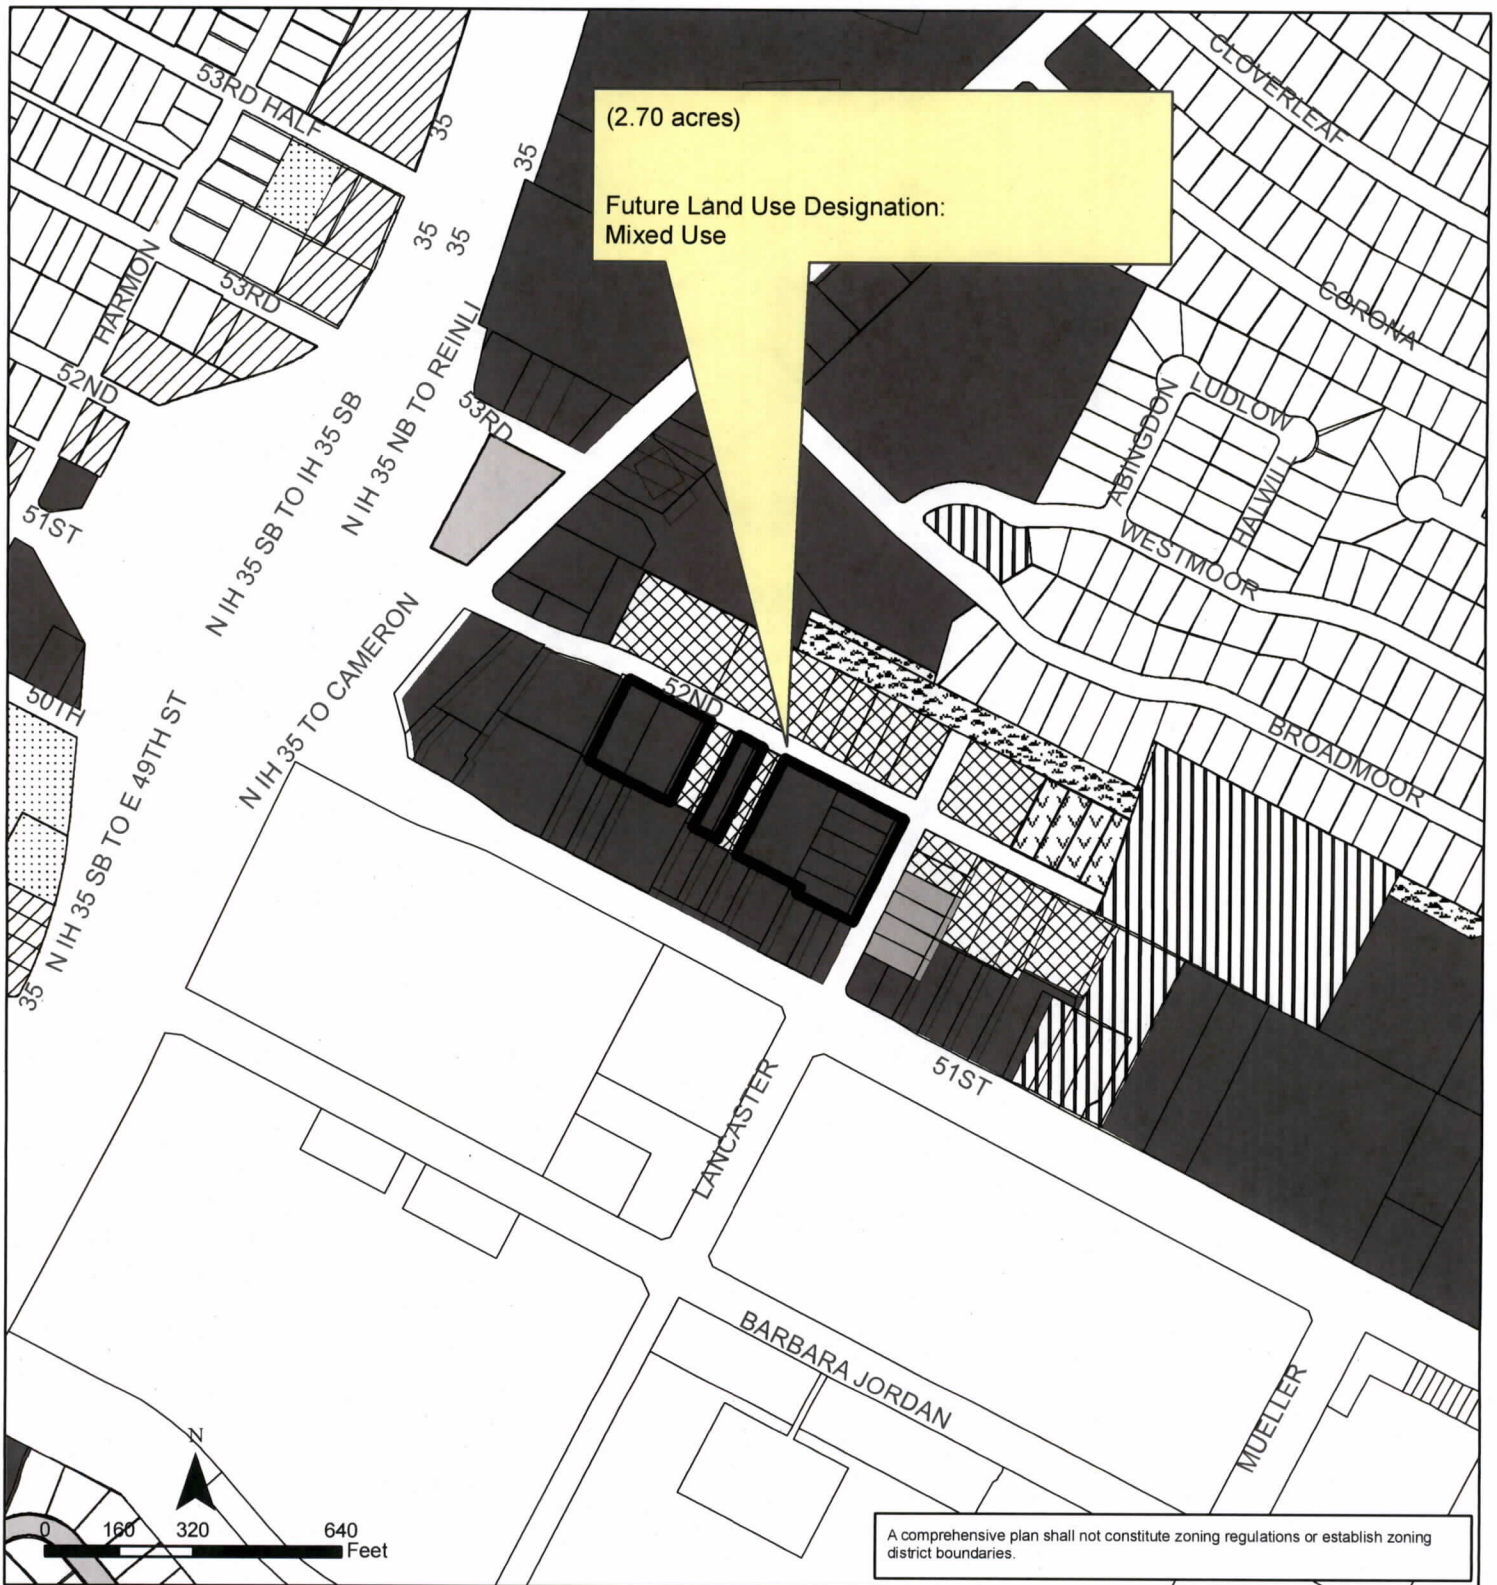 CLOVERLEAF
53RD HALF
35
35
(2.70 acres)
Future Land Use Designation:
Mixed Use
35
35
HARMON
53RD
CORONA
52ND
LUDLOW
ABINGDON
HALWILL
53RD
N IH 35 NB TO REINLI
N IH 35 SB TO IH 35 SB
51ST
WESTMOOR
N IH 35 TO CAMERON
50TH
52ND
BROADMOOR
N IH 35 SB TO E 49TH ST
35
51ST
LANCASTER
BARBARA JORDAN
MUELLER
N
0 160 320 640
Feet
A comprehensive plan shall not constitute zoning regulations or establish zoning
district boundaries.